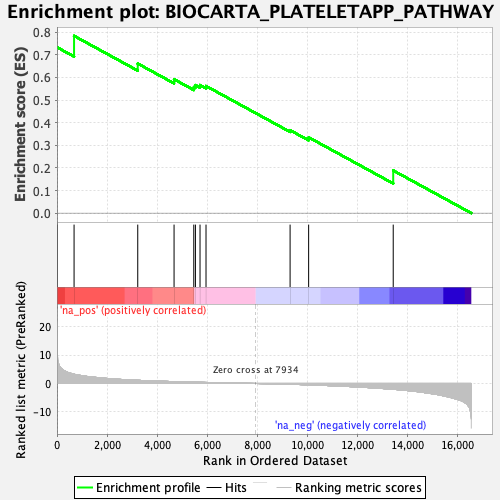 Enrichment plot: BIOCARTA_PLATELETAPP_PATHWAY
Enrichment score (ES)
0.8
0.7
0.6
0.5
0.4
0.3
0.2
0.1
0.0
'na_pos' (positively correlated)
Ranked list metric (PreRanked)
20
10
0
-10
Zero cross at 7934
'na_neg' (negatively correlated)
0 2,000 4,000 6,000 8,000 10,000 12,000 14,000 16,000
Rank in Ordered Dataset
Enrichment profile Hits Ranking metric scores